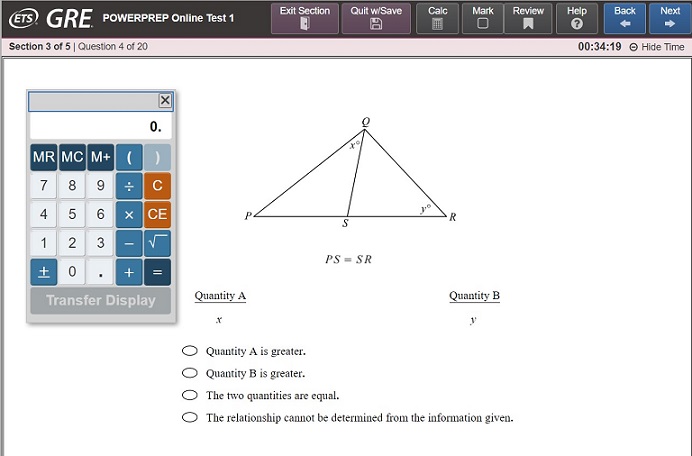 ETS GRE POWERPREP Online Test 1
Exit Section Quit w/Save Calc Mark Review Help Back Next
Section 3 of 5 | Question 4 of 20
00:34:19 Hide Time
0.
MR MC M+ ( )
7 8 9 ÷ C
4 5 6 × CE
1 2 3 − √
± 0 . + =
Transfer Display
Q
x°
P S y° R
PS = SR
Quantity A Quantity B
x y
Quantity A is greater.
Quantity B is greater.
The two quantities are equal.
The relationship cannot be determined from the information given.